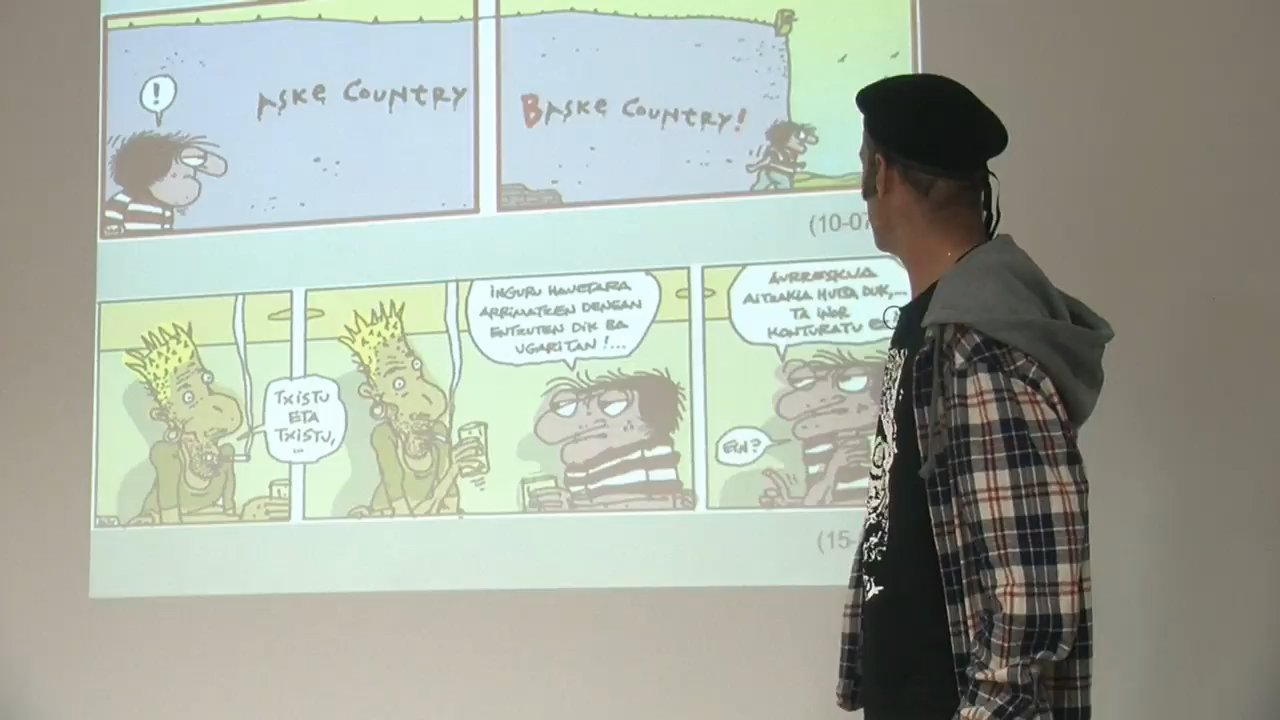 !
ASKE COUNTRY
BASKE COUNTRY!
(10-07
TXISTU
ETA
TXISTU,
...
INGURU HAUETARA
ARRIMATZEN DENEAN
ENTZUTEN DIK BA
UGARITAN!...
AURRESKUA
AITZAKIA HUTSA DUK,...
TA INOR
KONTURATU
EIN?
(15-